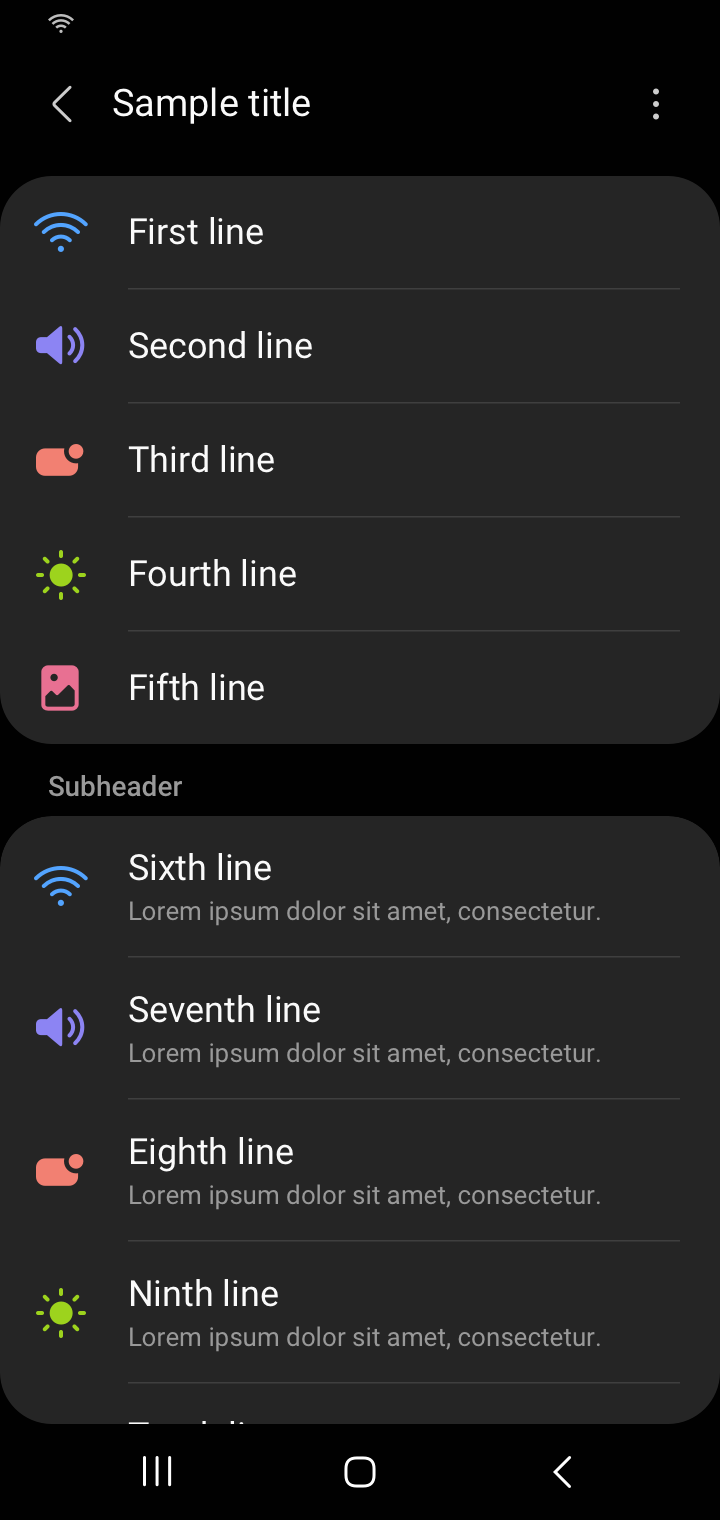 Sample title
First line
Second line
Third line
Fourth line
Fifth line
Subheader
Sixth line
Lorem ipsum dolor sit amet, consectetur.
Seventh line
Lorem ipsum dolor sit amet, consectetur.
Eighth line
Lorem ipsum dolor sit amet, consectetur.
Ninth line
Lorem ipsum dolor sit amet, consectetur.